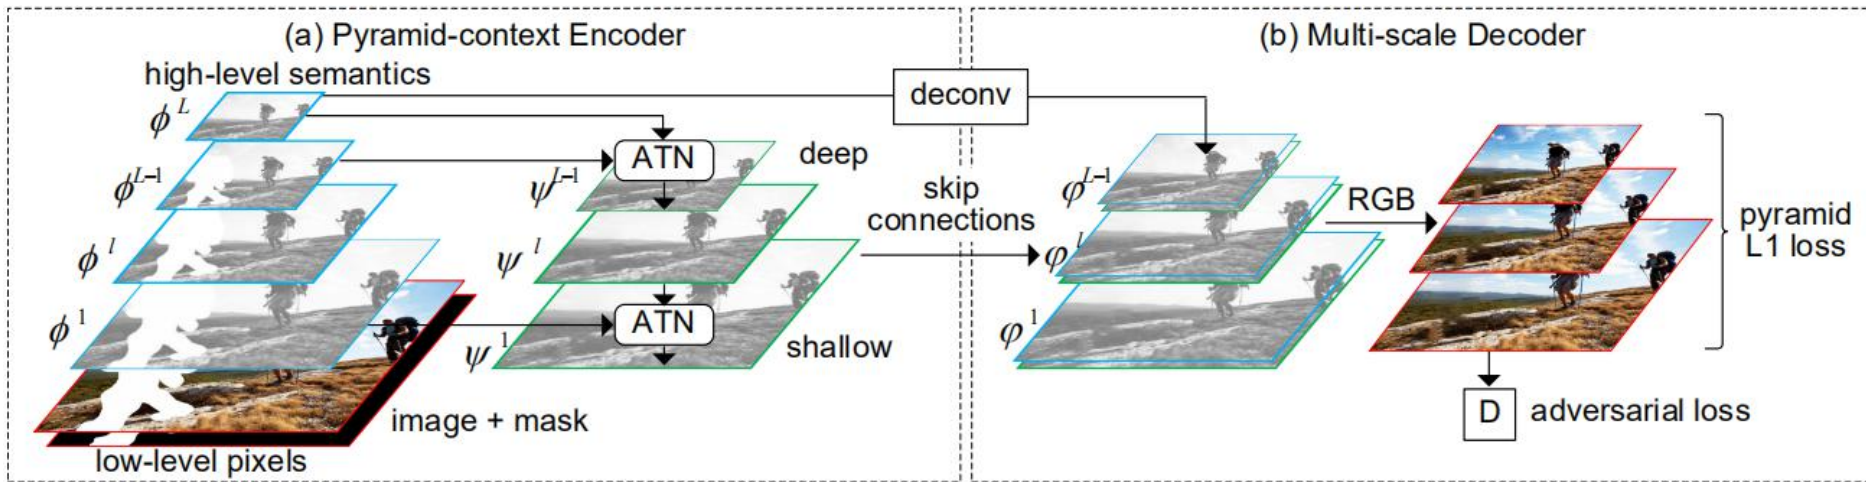 (a) Pyramid-context Encoder
high-level semantics
ϕ^L
ϕ^{L-1}
ϕ^l
ϕ^1
image + mask
low-level pixels
ATN
deep
ψ^{L-1}
ψ^l
ATN
ψ^1
shallow
deconv
skip
connections
(b) Multi-scale Decoder
φ^{L-1}
φ^l
φ^1
RGB
pyramid
L1 loss
D
adversarial loss